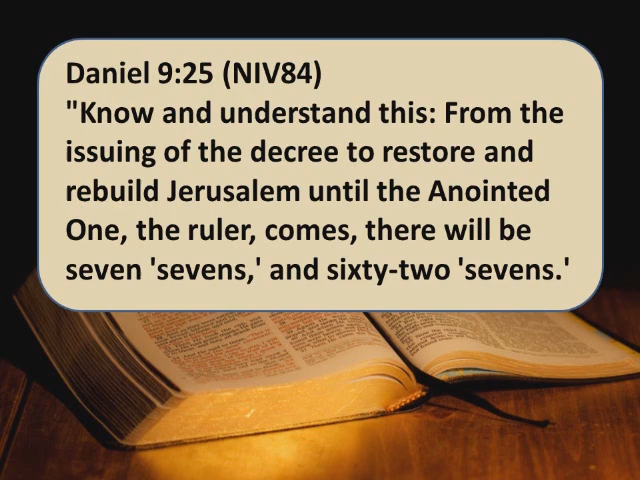 Daniel 9:25 (NIV84)
"Know and understand this: From the
issuing of the decree to restore and
rebuild Jerusalem until the Anointed
One, the ruler, comes, there will be
seven 'sevens,' and sixty-two 'sevens.'